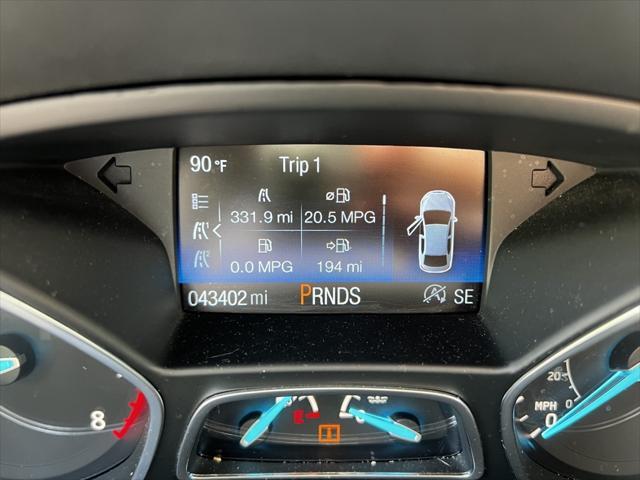 90°F Trip 1
331.9 mi 20.5 MPG
0.0 MPG 194 mi
043402 mi PRNDS SE
8
20
MPH 0
0